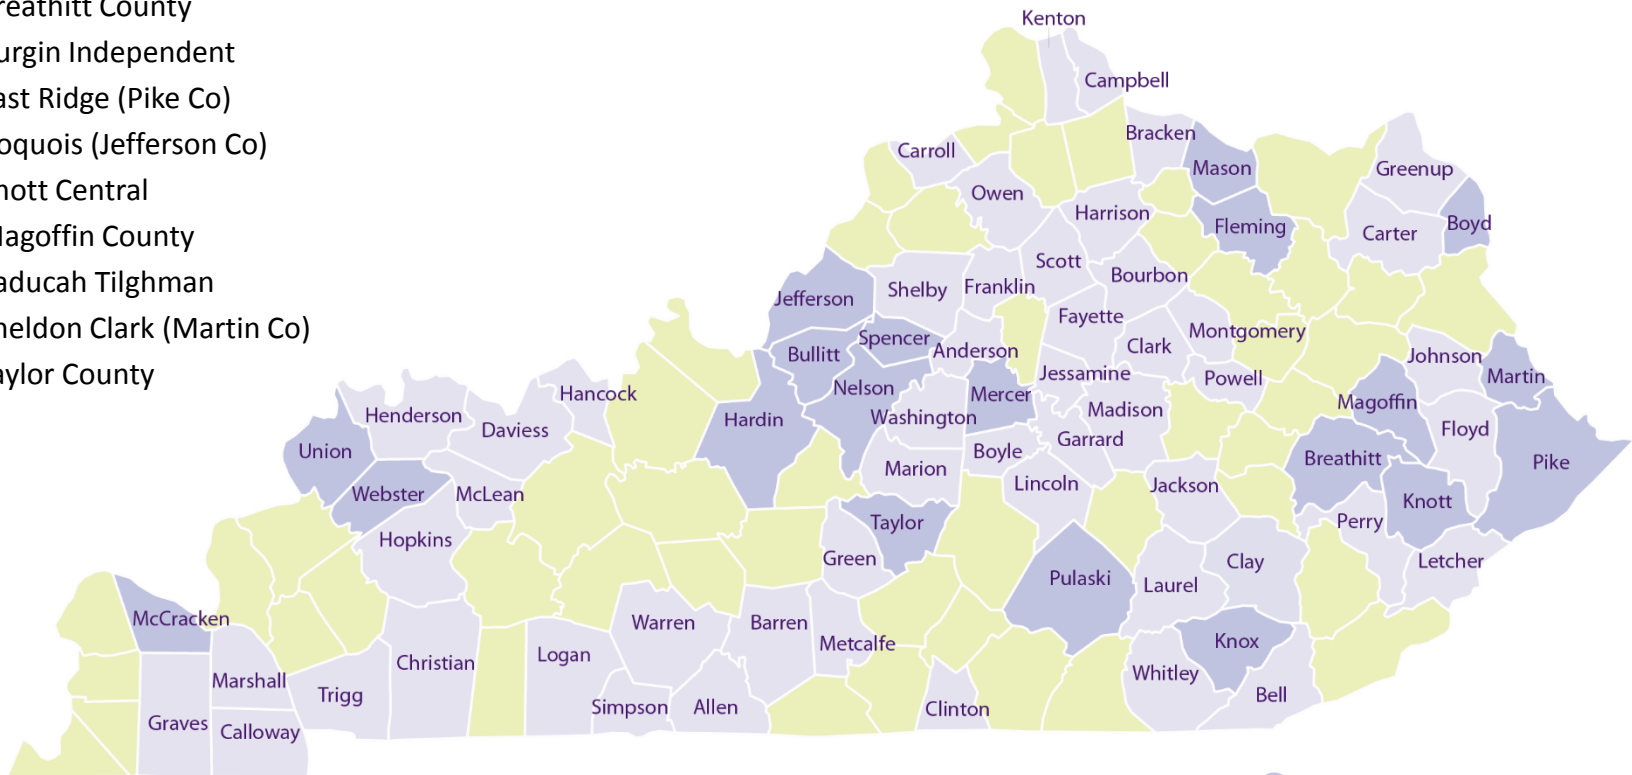 reathitt County
urgin Independent
ast Ridge (Pike Co)
oquois (Jefferson Co)
nott Central
agoffin County
aducah Tilghman
heldon Clark (Martin Co)
aylor County
Kenton
Campbell
Bracken
Carroll
Mason
Greenup
Owen
Harrison
Fleming
Boyd
Carter
Scott
Bourbon
Franklin
Shelby
Jefferson
Fayette
Montgomery
Spencer
Clark
Anderson
Bullitt
Johnson
Jessamine
Powell
Martin
Nelson
Hancock
Mercer
Magoffin
Madison
Henderson
Washington
Hardin
Daviess
Floyd
Garrard
Union
Boyle
Breathitt
Pike
Marion
Lincoln
Jackson
Webster
McLean
Knott
Perry
Taylor
Hopkins
Green
Clay
Letcher
Pulaski
Laurel
McCracken
Warren
Barren
Knox
Metcalfe
Logan
Christian
Whitley
Marshall
Trigg
Bell
Simpson
Allen
Clinton
Graves
Calloway